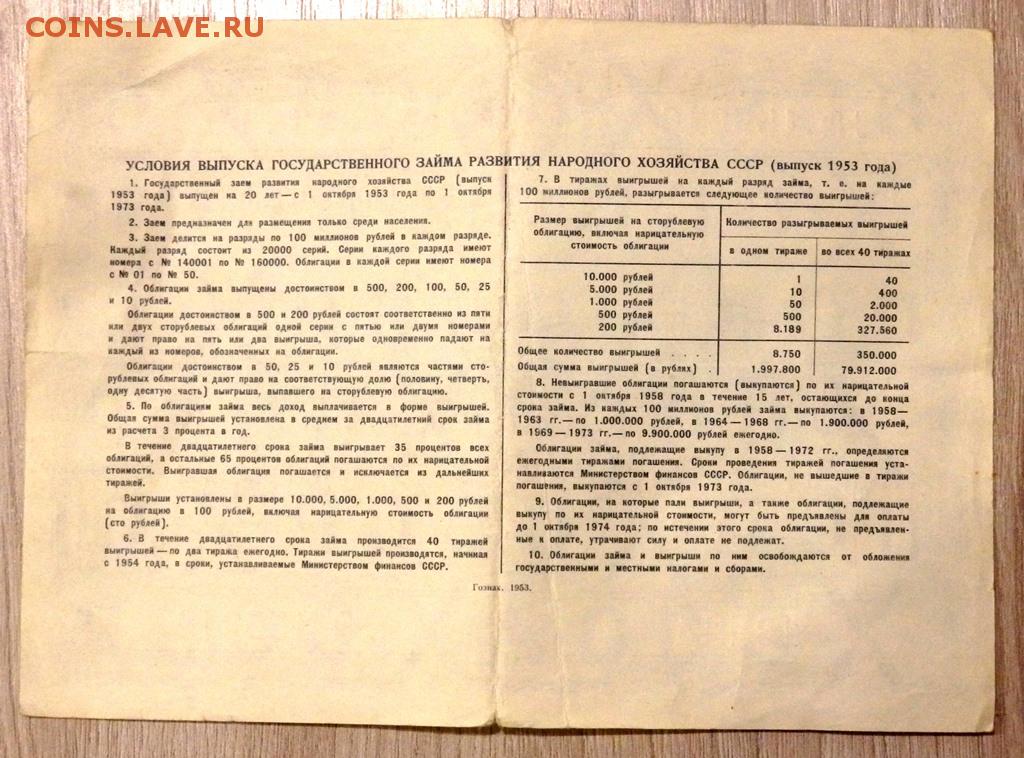 COINS.LAVE.RU
УСЛОВИЯ ВЫПУСКА ГОСУДАРСТВЕННОГО ЗАЙМА РАЗВИТИЯ НАРОДНОГО ХОЗЯЙСТВА СССР (выпуск 1953 года)
1. Государственный заем развития народного хозяйства СССР (выпуск
1953 года) выпущен на 20 лет — с 1 октября 1953 года по 1 октября
1973 года.
2. Заем предназначен для размещения только среди населения.
3. Заем делится на разряды по 100 миллионов рублей в каждом разряде.
Каждый разряд состоит из 20000 серий. Серии каждого разряда имеют
номера с № 140001 по № 160000. Облигации в каждой серии имеют номера
с № 01 по № 50.
4. Облигации займа выпущены достоинством в 500, 200, 100, 50, 25
и 10 рублей.
Облигации достоинством в 500 и 200 рублей состоят соответственно из пяти
или двух сторублевых облигаций одной серии с пятью или двумя номерами
и дают право на пять или два выигрыша, которые одновременно падают на
каждый из номеров, обозначенных на облигации.
Облигации достоинством в 50, 25 и 10 рублей являются частями сто-
рублевых облигаций и дают право на соответствующую долю (половину, четверть,
одну десятую часть) выигрыша, выпавшего на сторублевую облигацию.
5. По облигациям займа весь доход выплачивается в форме выигрышей.
Общая сумма выигрышей установлена в среднем за двадцатилетний срок займа
из расчета 3 процента в год.
В течение двадцатилетнего срока займа выигрывает 35 процентов всех
облигаций, а остальные 65 процентов облигаций погашаются по их нарицательной
стоимости. Выигравшая облигация погашается и исключается из дальнейших
тиражей.
Выигрыши установлены в размере 10.000, 5.000, 1.000, 500 и 200 рублей
на облигацию в 100 рублей, включая нарицательную стоимость облигации
(сто рублей).
6. В течение двадцатилетнего срока займа производится 40 тиражей
выигрышей — по два тиража ежегодно. Тиражи выигрышей производятся, начиная
с 1954 года, в сроки, устанавливаемые Министерством финансов СССР.
7. В тиражах выигрышей на каждый разряд займа, т. е. на каждые
100 миллионов рублей, разыгрывается следующее количество выигрышей:
Размер выигрышей на сторублевую облигацию, включая нарицательную стоимость облигации
Количество разыгрываемых выигрышей
в одном тираже во всех 40 тиражах
10.000 рублей 1 40
5.000 рублей 10 400
1.000 рублей 50 2.000
500 рублей 500 20.000
200 рублей 8.189 327.560
Общее количество выигрышей . . . . 8.750 350.000
Общая сумма выигрышей (в рублях) . 1.997.800 79.912.000
8. Невыигравшие облигации погашаются (выкупаются) по их нарицательной
стоимости с 1 октября 1958 года в течение 15 лет, остающихся до конца
срока займа. Из каждых 100 миллионов рублей займа выкупаются: в 1958—
1963 гг.— по 1.000.000 рублей, в 1964—1968 гг.— по 1.900.000 рублей,
в 1969—1973 гг.— по 9.900.000 рублей ежегодно.
Облигации займа, подлежащие выкупу в 1958—1972 гг., определяются
ежегодными тиражами погашения. Сроки проведения тиражей погашения уста-
навливаются Министерством финансов СССР. Облигации, не вышедшие в тиражи
погашения, выкупаются с 1 октября 1973 года.
9. Облигации, на которые пали выигрыши, а также облигации, подлежащие
выкупу по их нарицательной стоимости, могут быть предъявлены для оплаты
до 1 октября 1974 года; по истечении этого срока облигации, не предъявлен-
ные к оплате, утрачивают силу и оплате не подлежат.
10. Облигации займа и выигрыши по ним освобождаются от обложения
государственными и местными налогами и сборами.
Гознак. 1953.